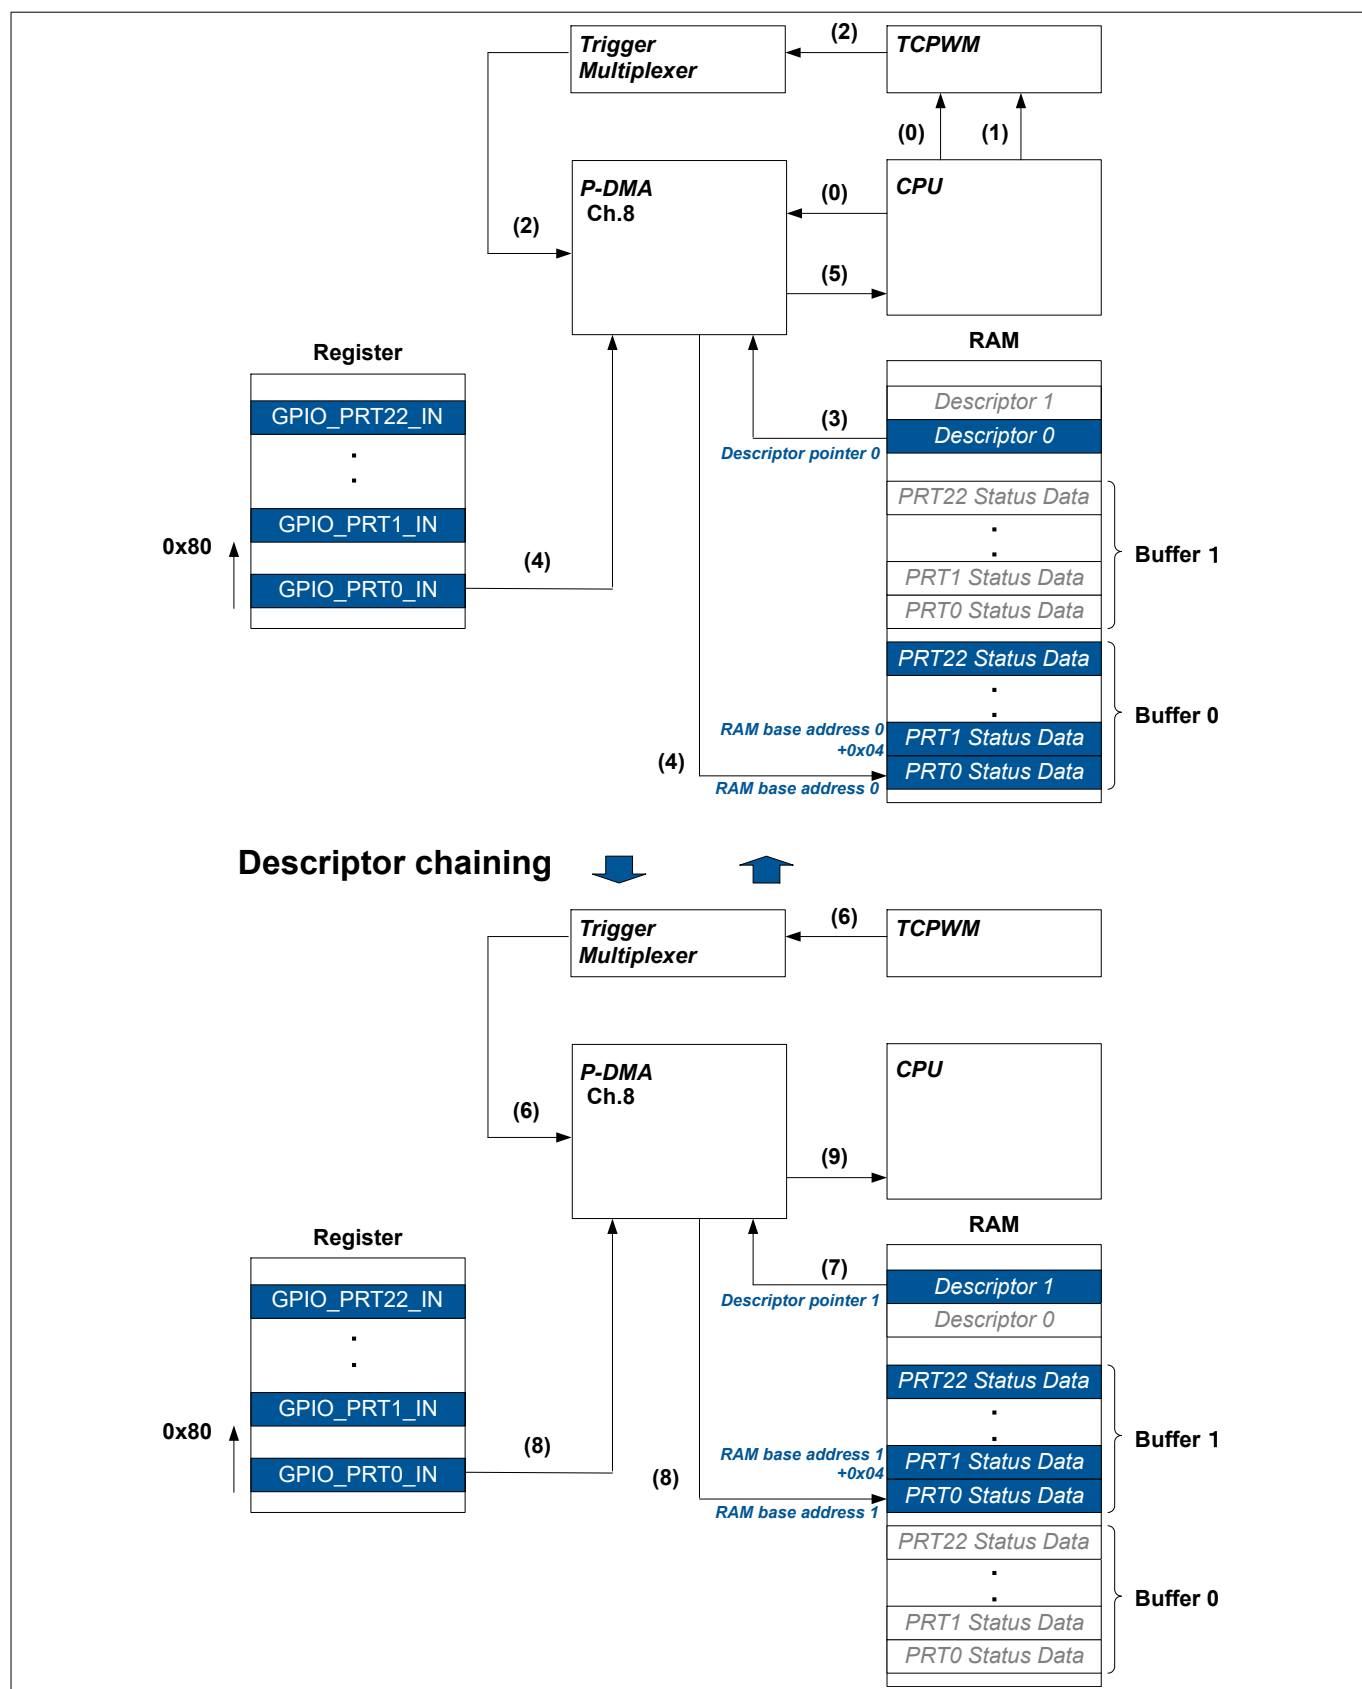 Trigger
Multiplexer
(2)
TCPWM
(0)
(1)
P-DMA
Ch.8
(0)
CPU
(2)
(5)
Register
RAM
GPIO_PRT22_IN
.
.
GPIO_PRT1_IN
0x80
GPIO_PRT0_IN
(4)
Descriptor 1
(3)
Descriptor 0
Descriptor pointer 0
PRT22 Status Data
.
.
Buffer 1
PRT1 Status Data
PRT0 Status Data
PRT22 Status Data
.
.
Buffer 0
RAM base address 0
+0x04
PRT1 Status Data
(4)
PRT0 Status Data
RAM base address 0
Descriptor chaining
Trigger
Multiplexer
(6)
TCPWM
P-DMA
Ch.8
CPU
(6)
(9)
Register
RAM
GPIO_PRT22_IN
.
.
GPIO_PRT1_IN
0x80
GPIO_PRT0_IN
(8)
(7)
Descriptor 1
Descriptor pointer 1
Descriptor 0
PRT22 Status Data
.
.
Buffer 1
RAM base address 1
+0x04
PRT1 Status Data
(8)
PRT0 Status Data
RAM base address 1
PRT22 Status Data
.
.
Buffer 0
PRT1 Status Data
PRT0 Status Data